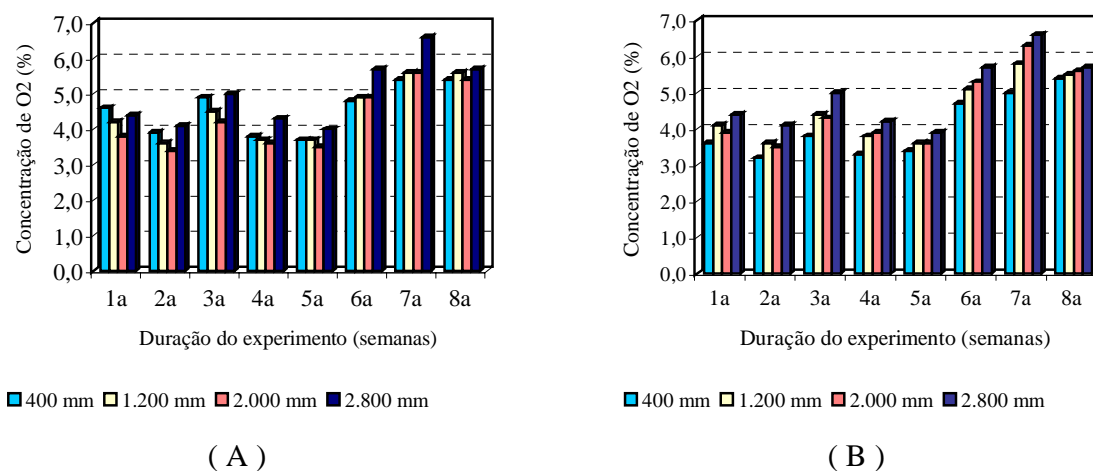 7,0
6,0
5,0
4,0
3,0
2,0
1,0
0,0
Concentração de O2 (%)
1a 2a 3a 4a 5a 6a 7a 8a
Duração do experimento (semanas)
400 mm 1.200 mm 2.000 mm 2.800 mm
( A )
7,0
6,0
5,0
4,0
3,0
2,0
1,0
0,0
Concentração de O2 (%)
1a 2a 3a 4a 5a 6a 7a 8a
Duração do experimento (semanas)
400 mm 1.200 mm 2.000 mm 2.800 mm
( B )